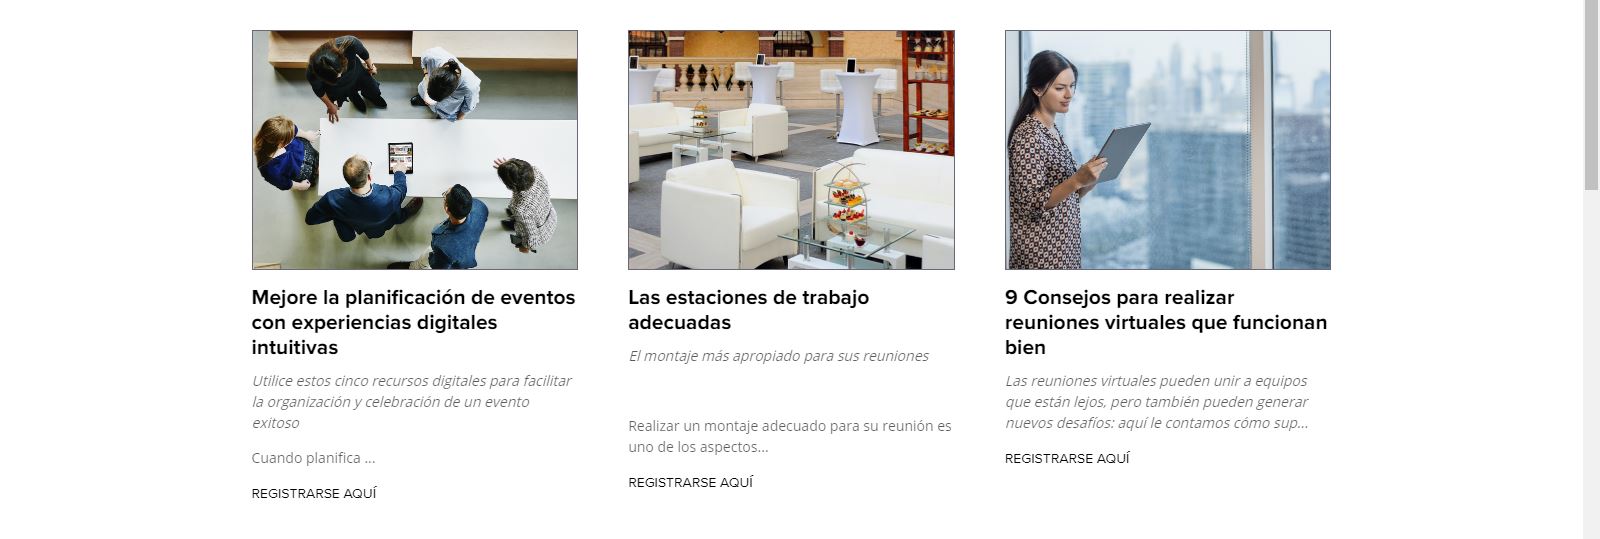 Mejore la planificación de eventos
con experiencias digitales
intuitivas
Utilice estos cinco recursos digitales para facilitar
la organización y celebración de un evento
exitoso
Cuando planifica ...
REGISTRARSE AQUÍ
Las estaciones de trabajo
adecuadas
El montaje más apropiado para sus reuniones
Realizar un montaje adecuado para su reunión es
uno de los aspectos...
REGISTRARSE AQUÍ
9 Consejos para realizar
reuniones virtuales que funcionan
bien
Las reuniones virtuales pueden unir a equipos
que están lejos, pero también pueden generar
nuevos desafíos: aquí le contamos cómo sup...
REGISTRARSE AQUÍ